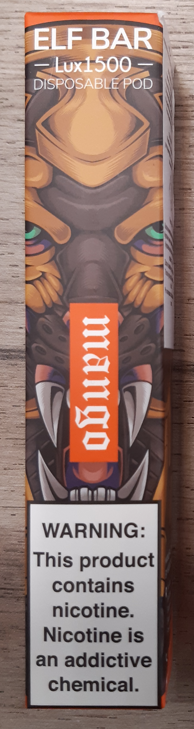 ELF BAR
Lux1500
DISPOSABLE POD
mango
WARNING:
This product
contains
nicotine.
Nicotine is
an addictive
chemical.